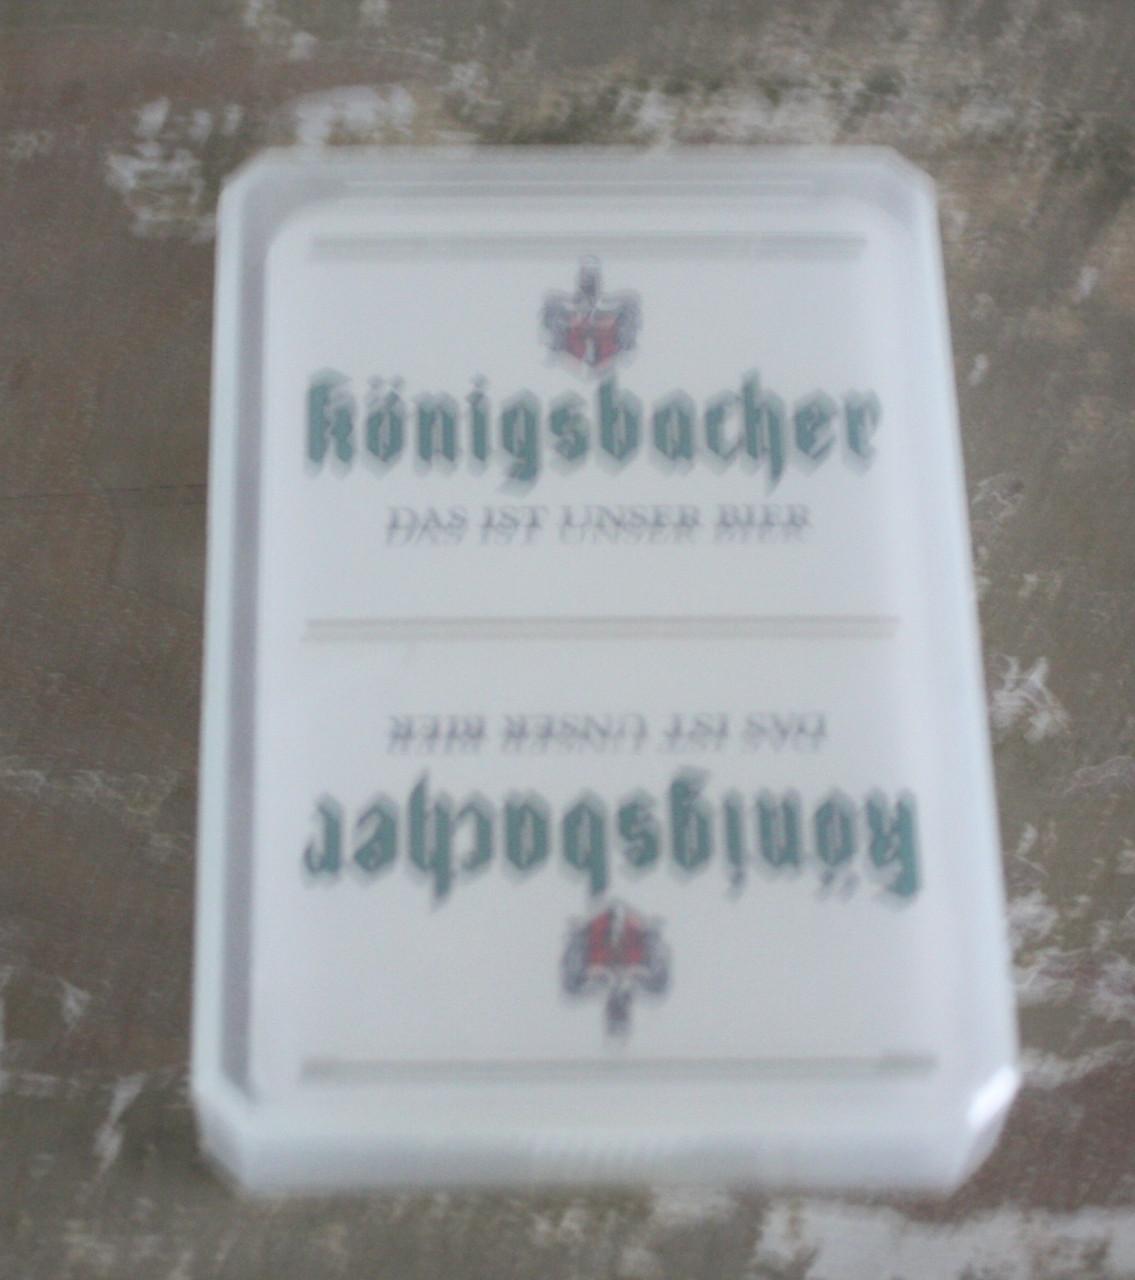 Königsbacher
DAS IST UNSER BIER
DAS IST UNSER BIER
Königsbacher